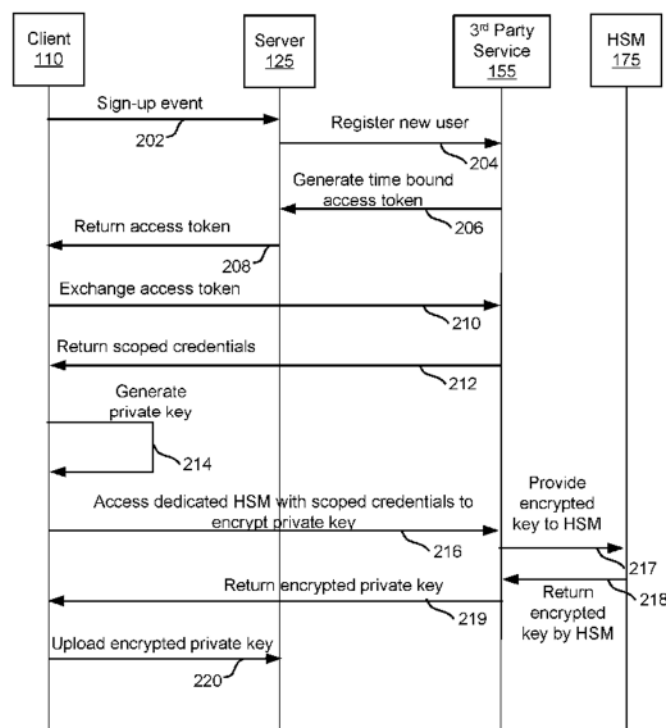 Client
110
Server
125
3rd Party
Service
155
HSM
175
Sign-up event
202
Register new user
204
Generate time bound
access token
206
Return access token
208
Exchange access token
210
Return scoped credentials
212
Generate
private key
214
Access dedicated HSM with scoped credentials to
encrypt private key
216
Provide
encrypted
key to HSM
217
Return encrypted private key
219
Return
encrypted
key by HSM
218
Upload encrypted private key
220